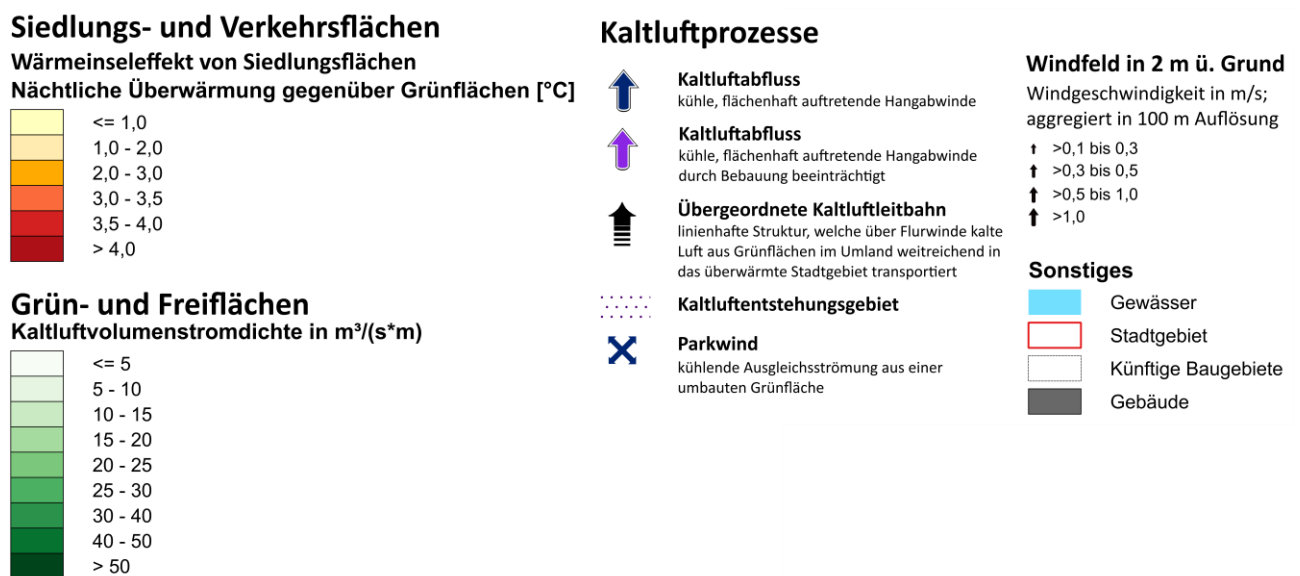 Siedlungs- und Verkehrsflächen
Wärmeinseleffekt von Siedlungsflächen
Nächtliche Überwärmung gegenüber Grünflächen [°C]
<= 1,0
1,0 - 2,0
2,0 - 3,0
3,0 - 3,5
3,5 - 4,0
> 4,0
Grün- und Freiflächen
Kaltluftvolumenstromdichte in m³/(s*m)
<= 5
5 - 10
10 - 15
15 - 20
20 - 25
25 - 30
30 - 40
40 - 50
> 50
Kaltluftprozesse
Kaltluftabfluss
kühle, flächenhaft auftretende Hangabwinde
Kaltluftabfluss
kühle, flächenhaft auftretende Hangabwinde
durch Bebauung beeinträchtigt
Übergeordnete Kaltluftleitbahn
linienhafte Struktur, welche über Flurwinde kalte
Luft aus Grünflächen im Umland weitreichend in
das überwärmte Stadtgebiet transportiert
Kaltluftentstehungsgebiet
Parkwind
kühlende Ausgleichsströmung aus einer
umbauten Grünfläche
Windfeld in 2 m ü. Grund
Windgeschwindigkeit in m/s;
aggregiert in 100 m Auflösung
>0,1 bis 0,3
>0,3 bis 0,5
>0,5 bis 1,0
>1,0
Sonstiges
Gewässer
Stadtgebiet
Künftige Baugebiete
Gebäude